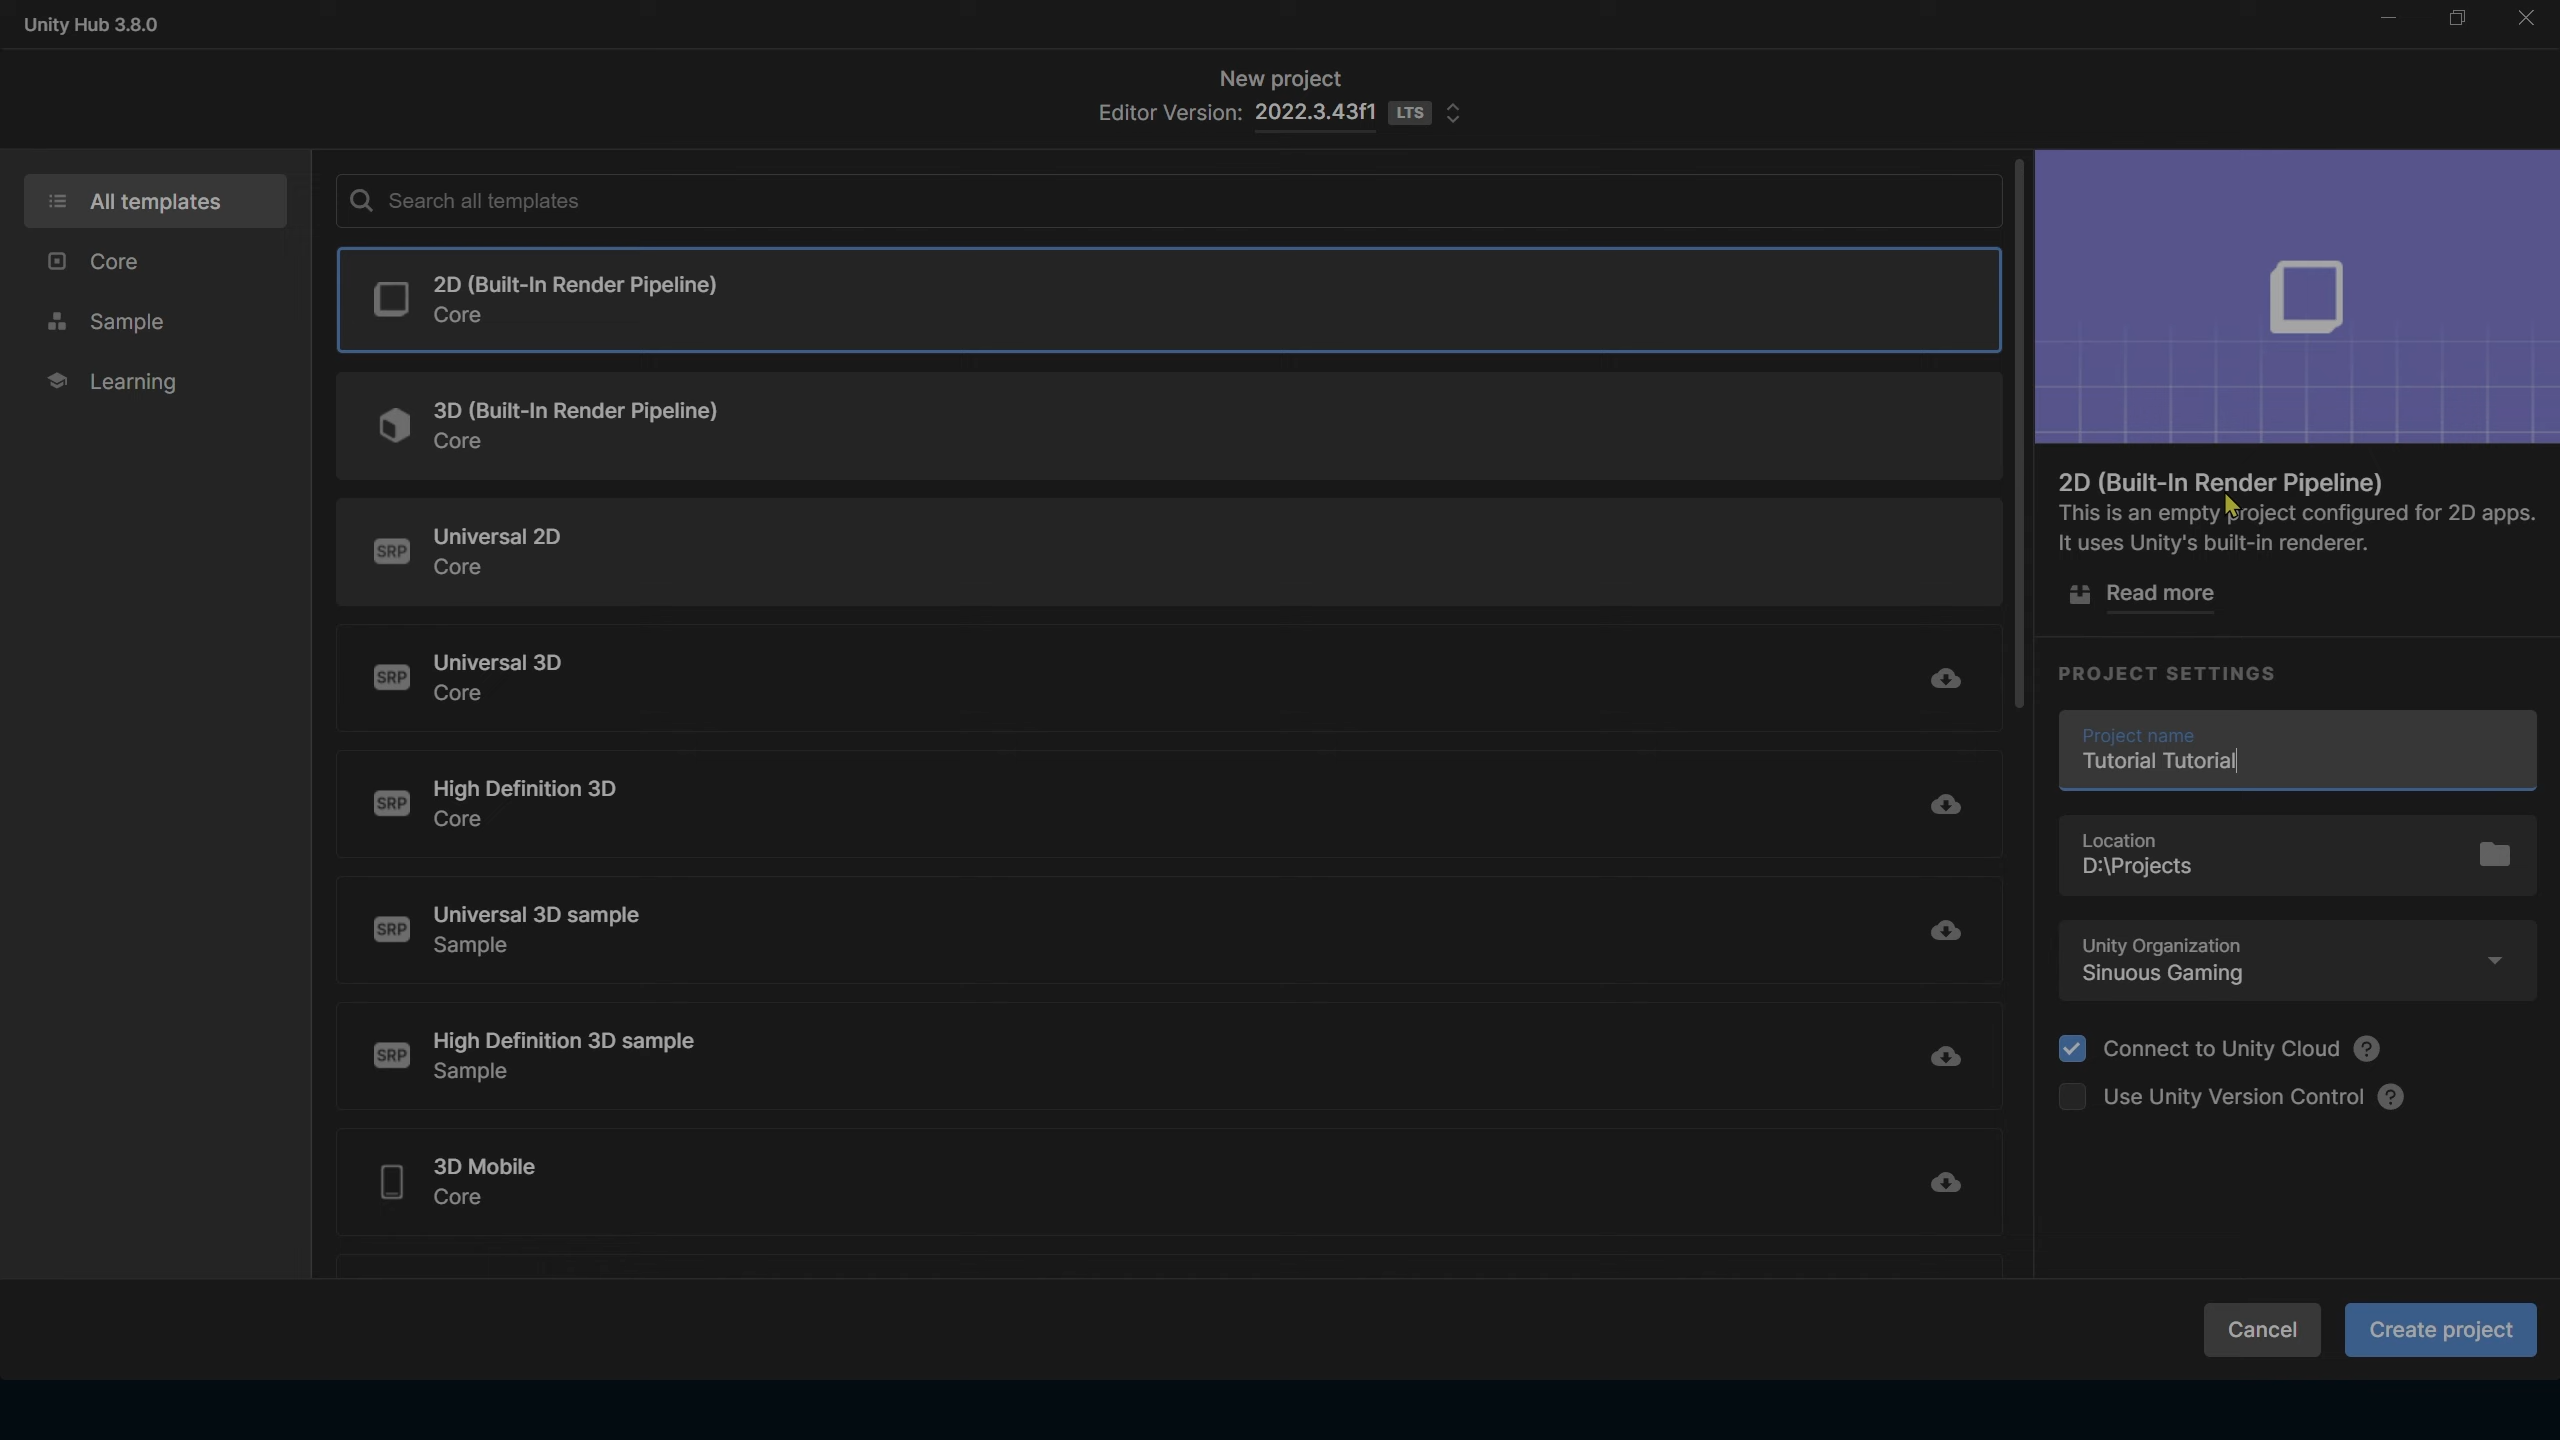 Unity Hub 3.8.0
New project
Editor Version: 2022.3.43f1 LTS
All templates
Core
Sample
Learning
Search all templates
2D (Built-In Render Pipeline)
Core
3D (Built-In Render Pipeline)
Core
SRP
Universal 2D
Core
SRP
Universal 3D
Core
SRP
High Definition 3D
Core
SRP
Universal 3D sample
Sample
SRP
High Definition 3D sample
Sample
3D Mobile
Core
2D (Built-In Render Pipeline)
This is an empty project configured for 2D apps.
It uses Unity's built-in renderer.
Read more
PROJECT SETTINGS
Project name
Tutorial Tutorial
Location
D:\Projects
Unity Organization
Sinuous Gaming
Connect to Unity Cloud ?
Use Unity Version Control ?
Cancel
Create project